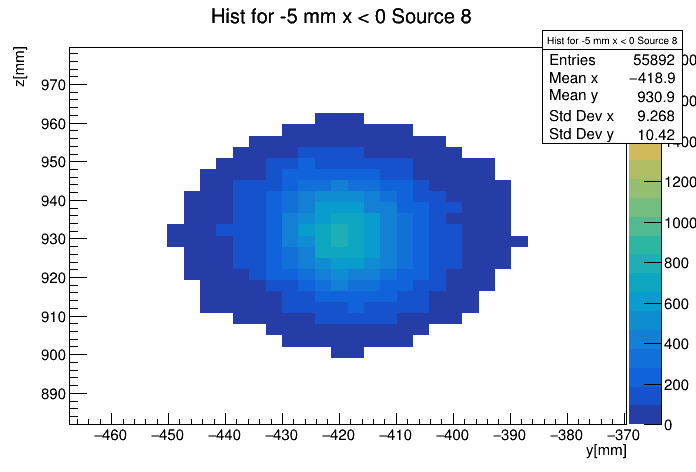 Hist for -5 mm x < 0 Source 8
z[mm]
Hist for -5 mm x < 0 Source 8
Entries 55892
Mean x −418.9
Mean y 930.9
Std Dev x 9.268
Std Dev y 10.42
970
960
950
940
930
920
910
900
890
1400
1200
1000
800
600
400
200
0
−460 −450 −440 −430 −420 −410 −400 −390 −380 −370
y[mm]